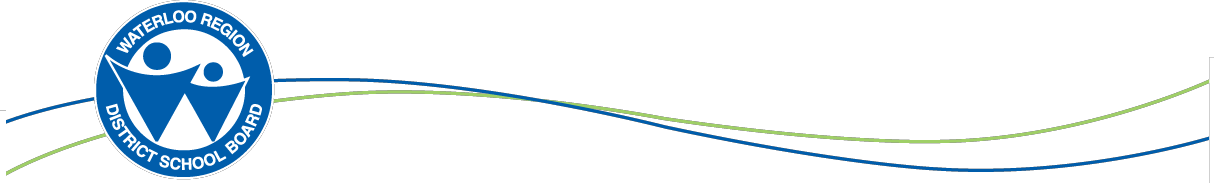 WATERLOO REGION
DISTRICT SCHOOL BOARD